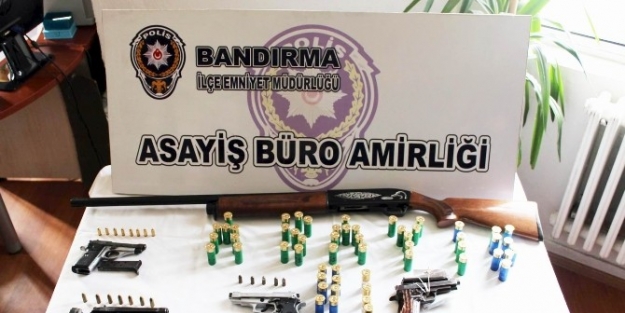 POLİS
BANDIRMA
İLÇE EMNİYET MÜDÜRLÜĞÜ
ASAYİŞ BÜRO AMİRLİĞİ